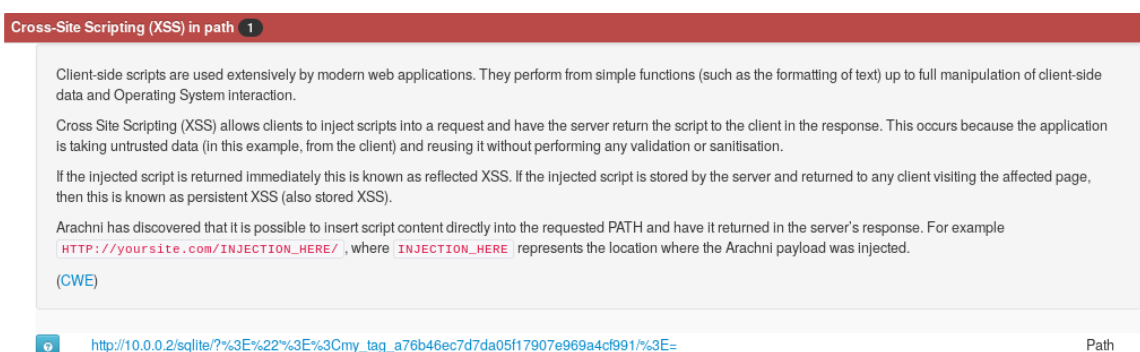 Cross-Site Scripting (XSS) in path 1
Client-side scripts are used extensively by modern web applications. They perform from simple functions (such as the formatting of text) up to full manipulation of client-side
data and Operating System interaction.
Cross Site Scripting (XSS) allows clients to inject scripts into a request and have the server return the script to the client in the response. This occurs because the application
is taking untrusted data (in this example, from the client) and reusing it without performing any validation or sanitisation.
If the injected script is returned immediately this is known as reflected XSS. If the injected script is stored by the server and returned to any client visiting the affected page,
then this is known as persistent XSS (also stored XSS).
Arachni has discovered that it is possible to insert script content directly into the requested PATH and have it returned in the server's response. For example
HTTP://yoursite.com/INJECTION_HERE/ , where INJECTION_HERE represents the location where the Arachni payload was injected.
(CWE)
http://10.0.0.2/sqlite/?%3E%22'%3E%3Cmy_tag_a76b46ec7d7da05f17907e969a4cf991/%3E= Path